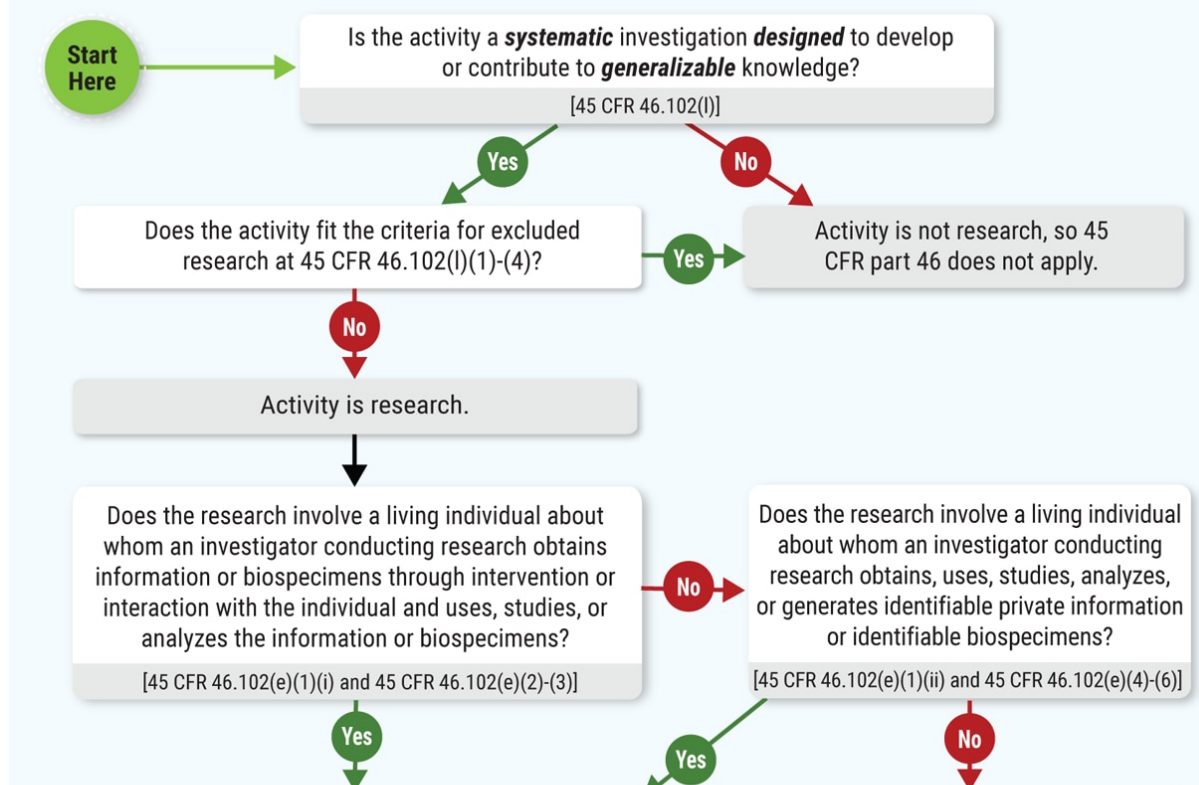 Start
Here
Is the activity a systematic investigation designed to develop
or contribute to generalizable knowledge?
[45 CFR 46.102(l)]
Yes
No
Does the activity fit the criteria for excluded
research at 45 CFR 46.102(l)(1)-(4)?
Yes
Activity is not research, so 45
CFR part 46 does not apply.
No
Activity is research.
Does the research involve a living individual about
whom an investigator conducting research obtains
information or biospecimens through intervention or
interaction with the individual and uses, studies, or
analyzes the information or biospecimens?
[45 CFR 46.102(e)(1)(i) and 45 CFR 46.102(e)(2)-(3)]
No
Does the research involve a living individual
about whom an investigator conducting
research obtains, uses, studies, analyzes,
or generates identifiable private information
or identifiable biospecimens?
[45 CFR 46.102(e)(1)(ii) and 45 CFR 46.102(e)(4)-(6)]
Yes
Yes
No